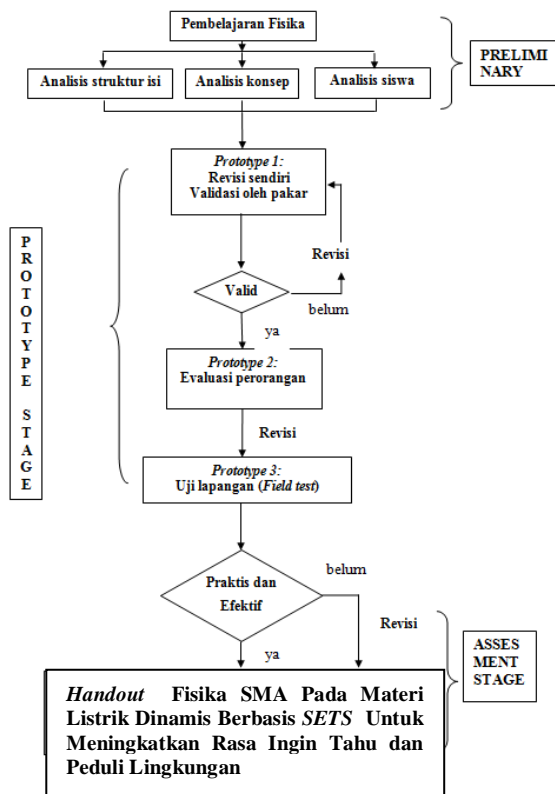 Pembelajaran Fisika
PRELIMI
NARY
Analisis struktur isi
Analisis konsep
Analisis siswa
Prototype 1:
Revisi sendiri
Validasi oleh pakar
P
R
O
T
O
T
Y
P
E
S
T
A
G
E
Revisi
Valid
belum
ya
Prototype 2:
Evaluasi perorangan
Revisi
Prototype 3:
Uji lapangan (Field test)
Praktis dan
Efektif
belum
Revisi
ya
ASSES
MENT
STAGE
Handout Fisika SMA Pada Materi
Listrik Dinamis Berbasis SETS Untuk
Meningkatkan Rasa Ingin Tahu dan
Peduli Lingkungan